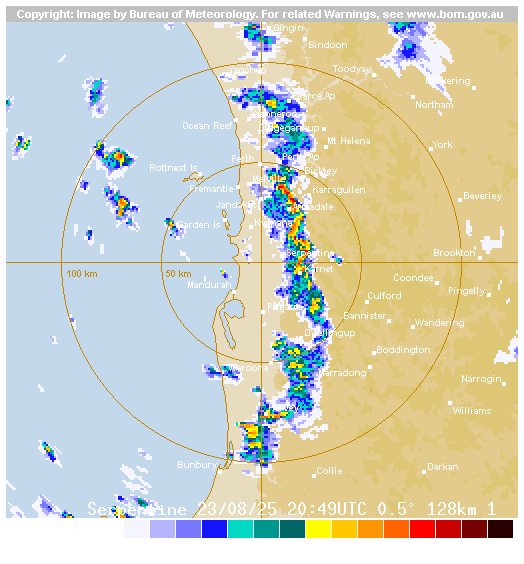 Copyright: Image by Bureau of Meteorology. For related Warnings, see www.bom.gov.au
Gingin
Bindoon
Toodyay
Northam
Ocean Reef
Mt Helena
York
Perth
Rottnest Is
Bickley
Fremantle
Karragullen
Beverley
Jandakot
Armadale
Garden Is
Serpentine
Brookton
100 km
50 km
Karnet
Mandurah
Coondee
Pingelly
Culford
Bannister
Wandering
Dwellingup
Boddington
Narrogin
Williams
Bunbury
Collie
Darkan
Serpentine 23/08/25 20:49UTC 0.5° 128km 1